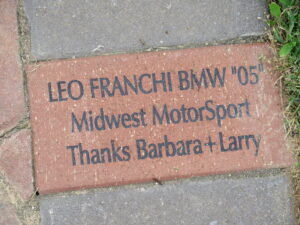 LEO FRANCHI BMW "05"
Midwest MotorSport
Thanks Barbara + Larry